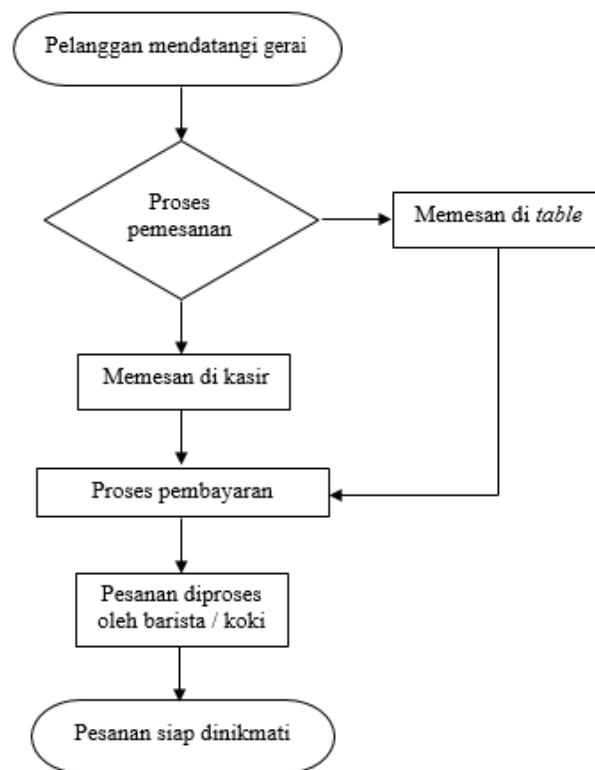 Pelanggan mendatangi gerai
Proses
pemesanan
Memesan di table
Memesan di kasir
Proses pembayaran
Pesanan diproses
oleh barista / koki
Pesanan siap dinikmati